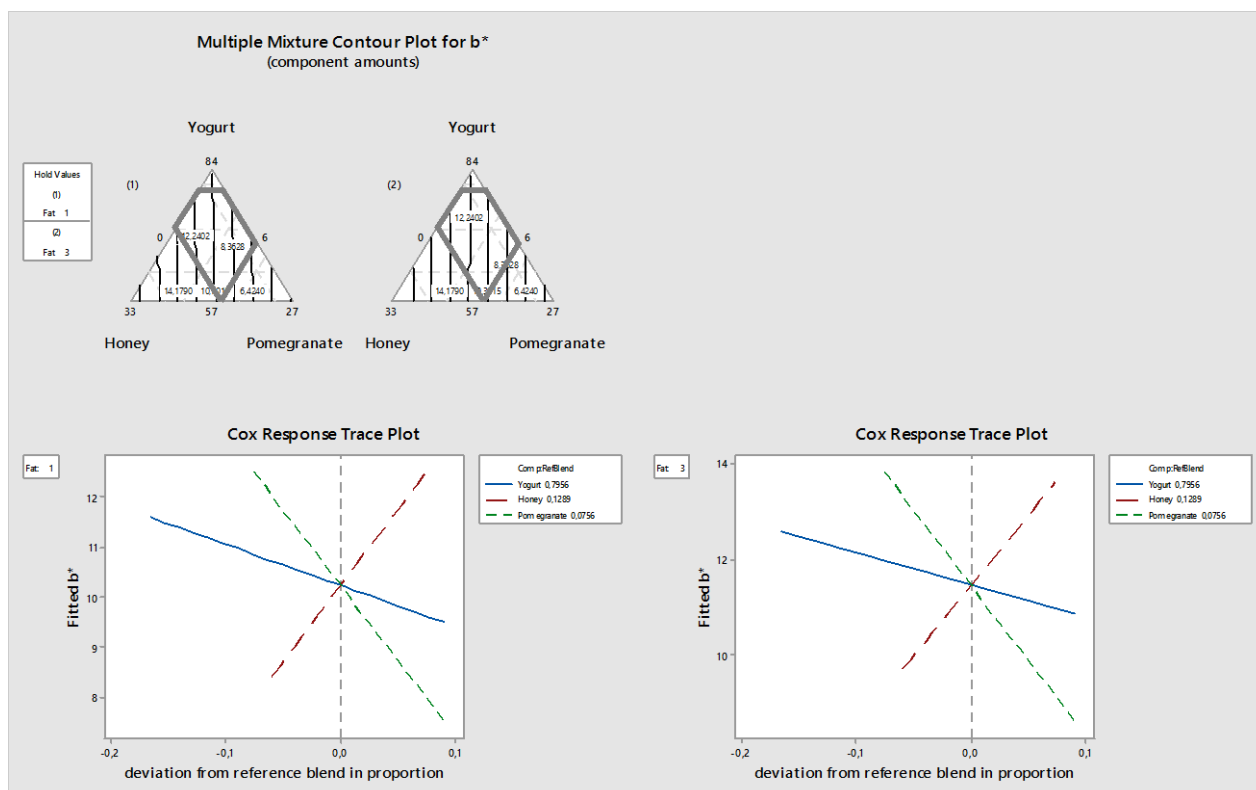 Multiple Mixture Contour Plot for b*
(component amounts)
Yogurt
Yogurt
84
84
Hold Values
(1)
Fat 1
(2)
Fat 3
(1)
(2)
12,2402
0
6
8,3628
12,2402
0
6
14,1790
6,4240
14,1790
6,4240
33
57
27
33
57
27
Honey
Pomegranate
Honey
Pomegranate
Cox Response Trace Plot
Cox Response Trace Plot
Fat: 1
Comp:RefBlend
Yogurt 0,7956
Honey 0,1289
Pomegranate 0,0756
Fat: 3
Comp:RefBlend
Yogurt 0,7956
Honey 0,1289
Pomegranate 0,0756
Fitted b*
12
11
10
9
8
-0,2
-0,1
0,0
0,1
deviation from reference blend in proportion
Fitted b*
14
12
10
-0,2
-0,1
0,0
0,1
deviation from reference blend in proportion